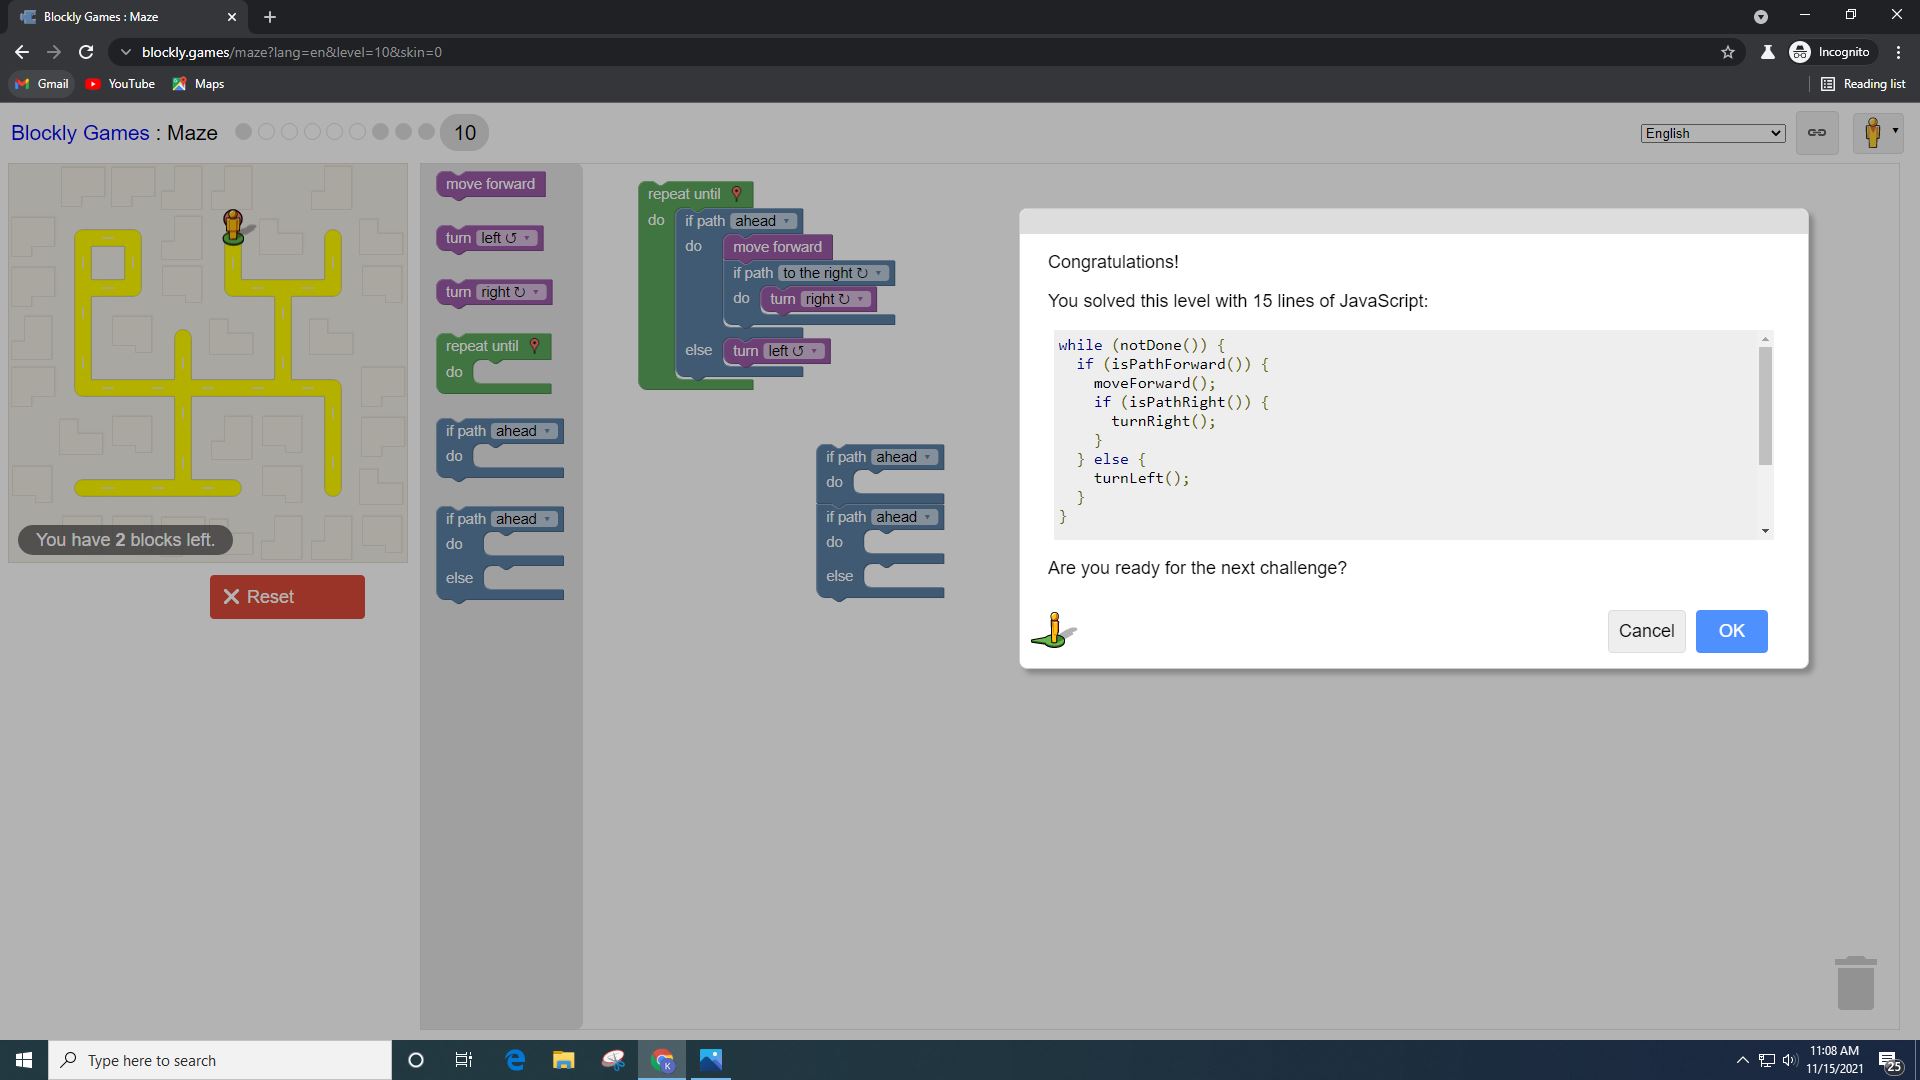 Blockly Games : Maze
blockly.games/maze?lang=en&level=10&skin=0
Incognito
Gmail
YouTube
Maps
Reading list
Blockly Games : Maze
10
English
You have 2 blocks left.
Reset
move forward
turn left ↺
turn right ↻
repeat until
do
if path ahead
do
if path ahead
do
else
repeat until
do
if path ahead
do
move forward
if path to the right ↻
do
turn right ↻
else
turn left ↺
if path ahead
do
if path ahead
do
else
Congratulations!
You solved this level with 15 lines of JavaScript:
while (notDone()) {
if (isPathForward()) {
moveForward();
if (isPathRight()) {
turnRight();
}
} else {
turnLeft();
}
}
Are you ready for the next challenge?
Cancel
OK
Type here to search
K
11:08 AM
11/15/2021
25